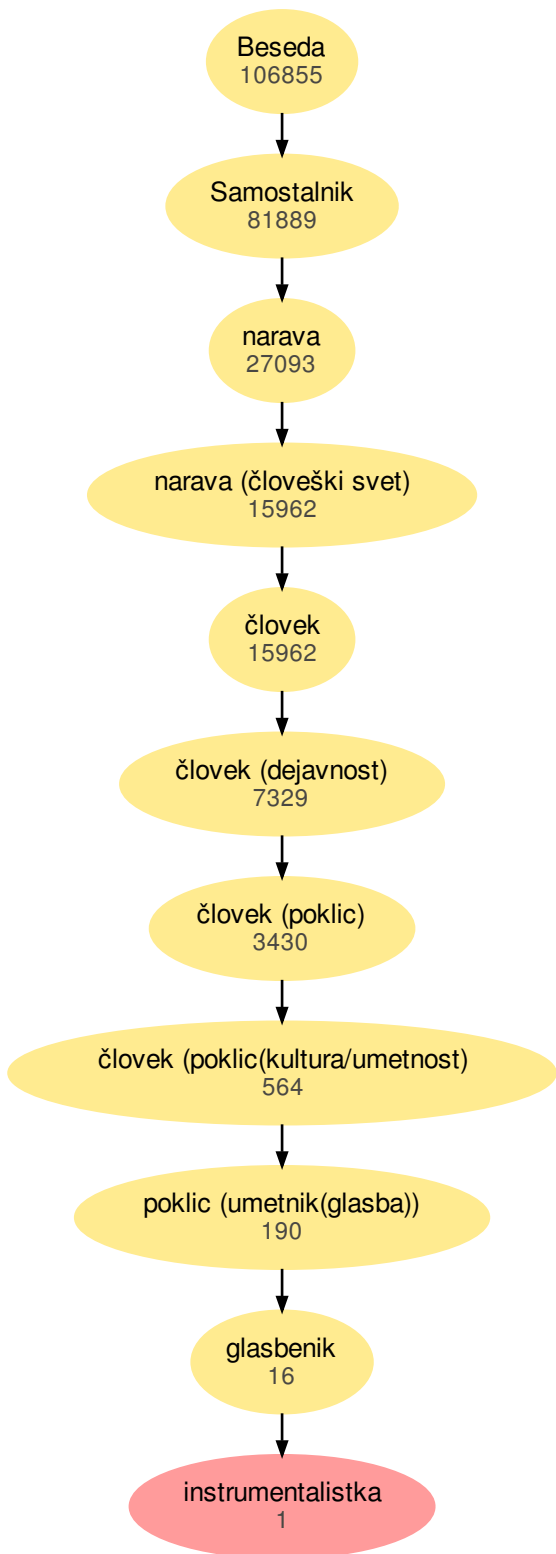 Beseda
106855
Samostalnik
81889
narava
27093
narava (človeški svet)
15962
človek
15962
človek (dejavnost)
7329
človek (poklic)
3430
človek (poklic(kultura/umetnost)
564
poklic (umetnik(glasba))
190
glasbenik
16
instrumentalistka
1